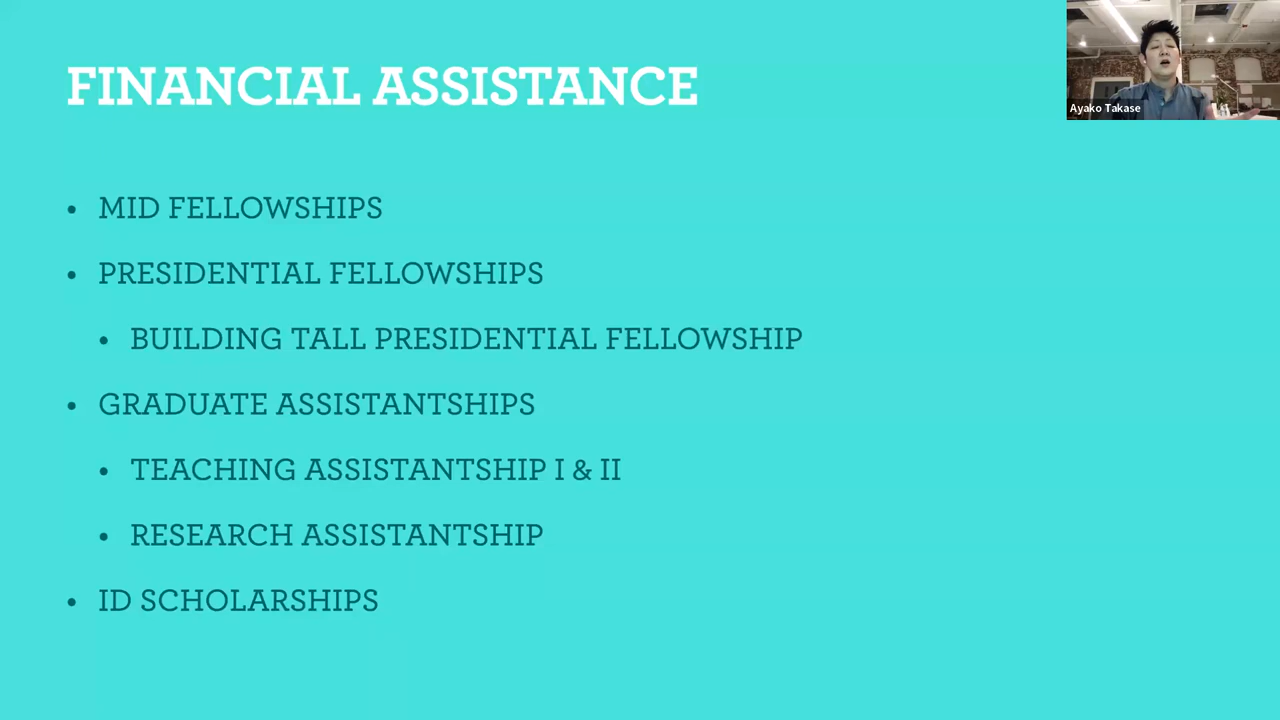 FINANCIAL ASSISTANCE
Ayako Takase
• MID FELLOWSHIPS
• PRESIDENTIAL FELLOWSHIPS
• BUILDING TALL PRESIDENTIAL FELLOWSHIP
• GRADUATE ASSISTANTSHIPS
• TEACHING ASSISTANTSHIP I & II
• RESEARCH ASSISTANTSHIP
• ID SCHOLARSHIPS